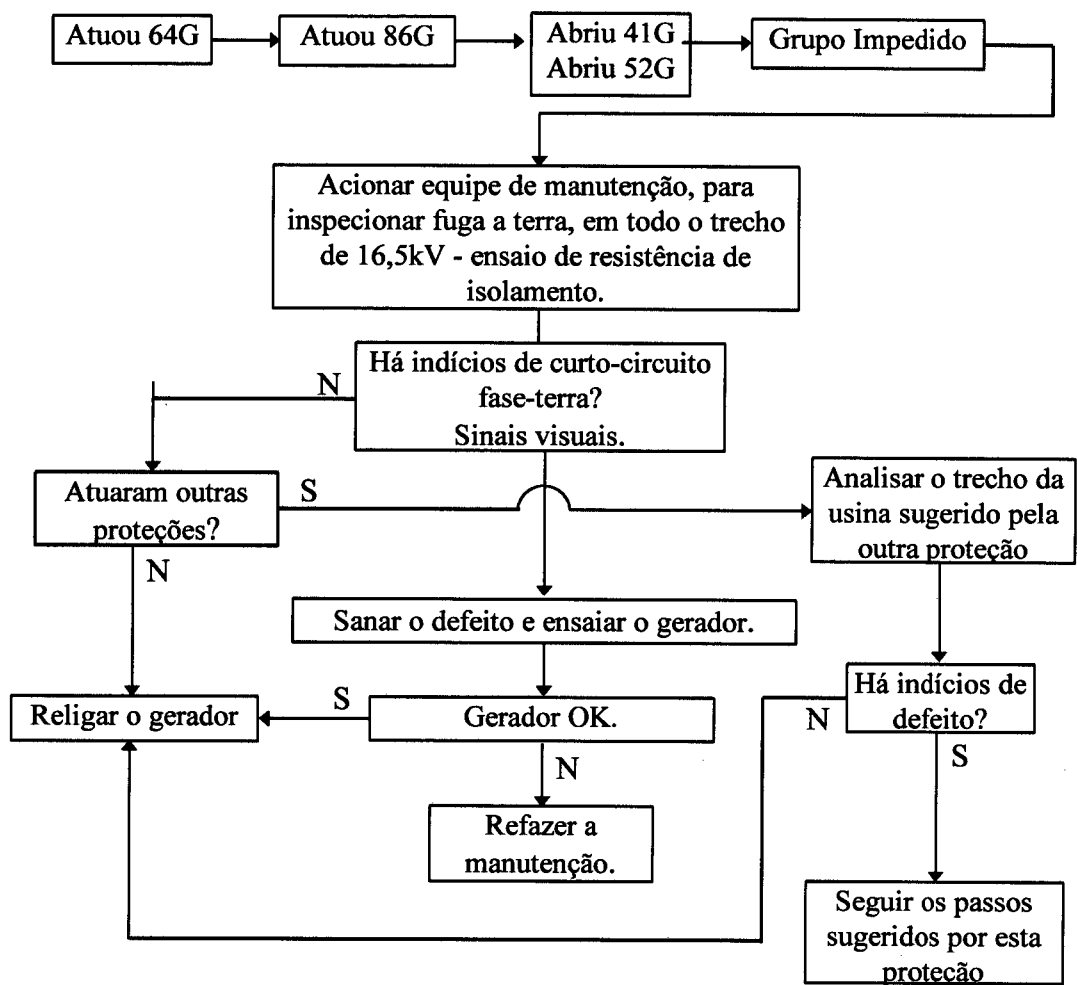 Atuou 64G
Atuou 86G
Abriu 41G
Abriu 52G
Grupo Impedido
Acionar equipe de manutenção, para
inspecionar fuga a terra, em todo o trecho
de 16,5kV - ensaio de resistência de
isolamento.
Há indícios de curto-circuito
fase-terra?
Sinais visuais.
N
Atuaram outras
proteções?
S
N
Analisar o trecho da
usina sugerido pela
outra proteção
Sanar o defeito e ensaiar o gerador.
Religar o gerador
S
Gerador OK.
N
Há indícios de
defeito?
N
S
Refazer a
manutenção.
Seguir os passos
sugeridos por esta
proteção